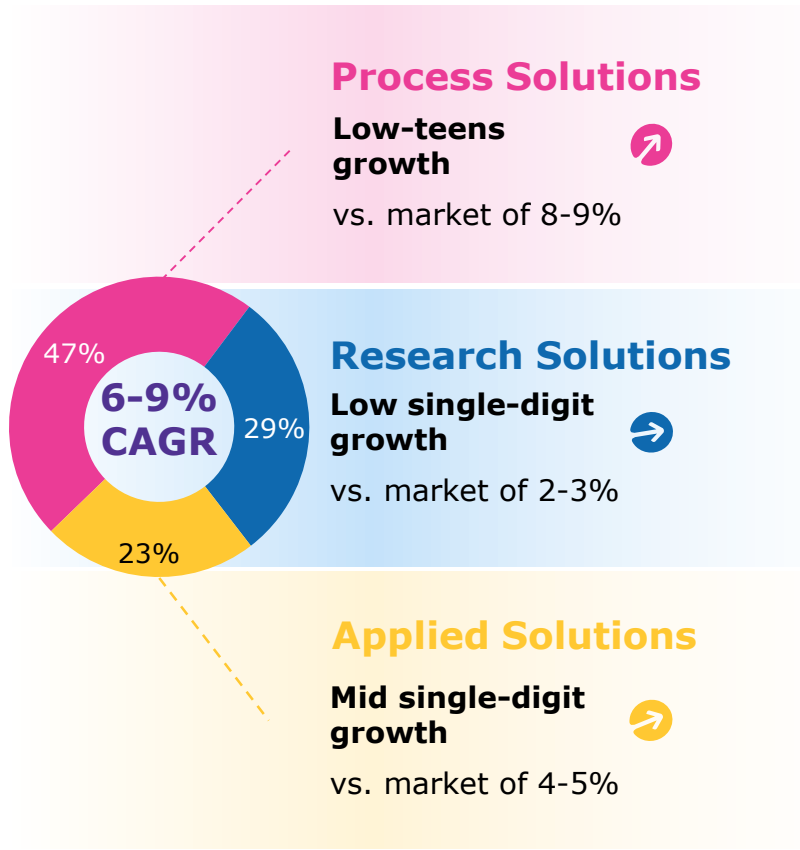 Process Solutions
Low-teens
growth
vs. market of 8-9%
47%
6-9%
CAGR
29%
23%
Research Solutions
Low single-digit
growth
vs. market of 2-3%
Applied Solutions
Mid single-digit
growth
vs. market of 4-5%